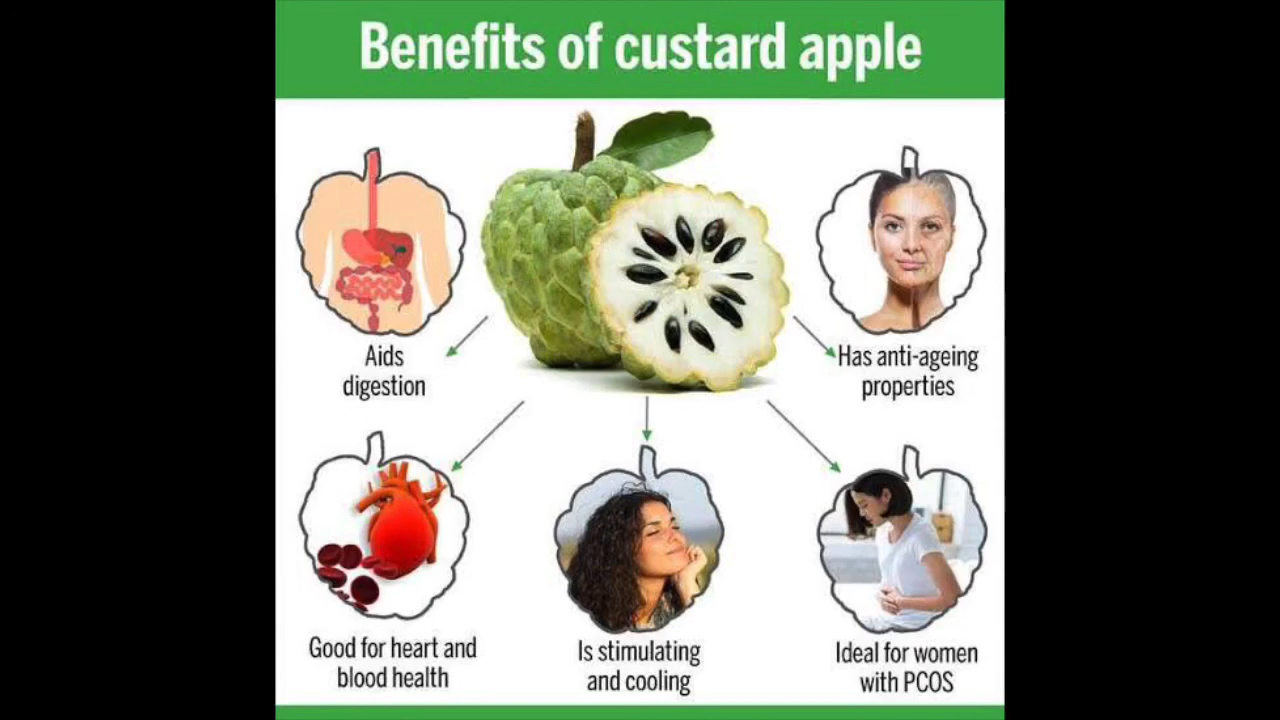 Benefits of custard apple
Aids
digestion
Has anti-ageing
properties
Good for heart and
blood health
Is stimulating
and cooling
Ideal for women
with PCOS